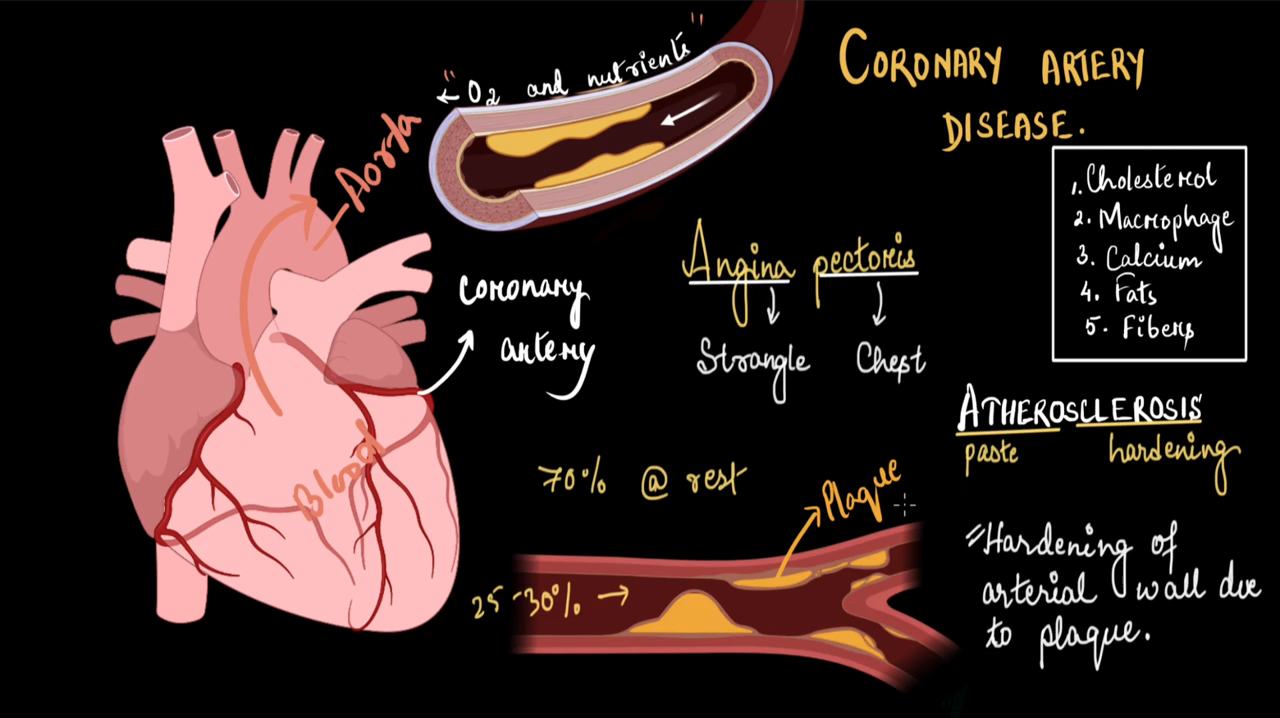 CORONARY ARTERY
DISEASE.
"O2 and nutrients"
Aorta
1. Cholesterol
2. Macrophage
3. Calcium
4. Fats
5. Fibers
Angina pectoris
Strangle Chest
Coronary
artery
ATHEROSCLEROSIS
paste hardening
Blood
70% @ rest
Plaque
25-30% →
"Hardening of
arterial wall due
to plaque.